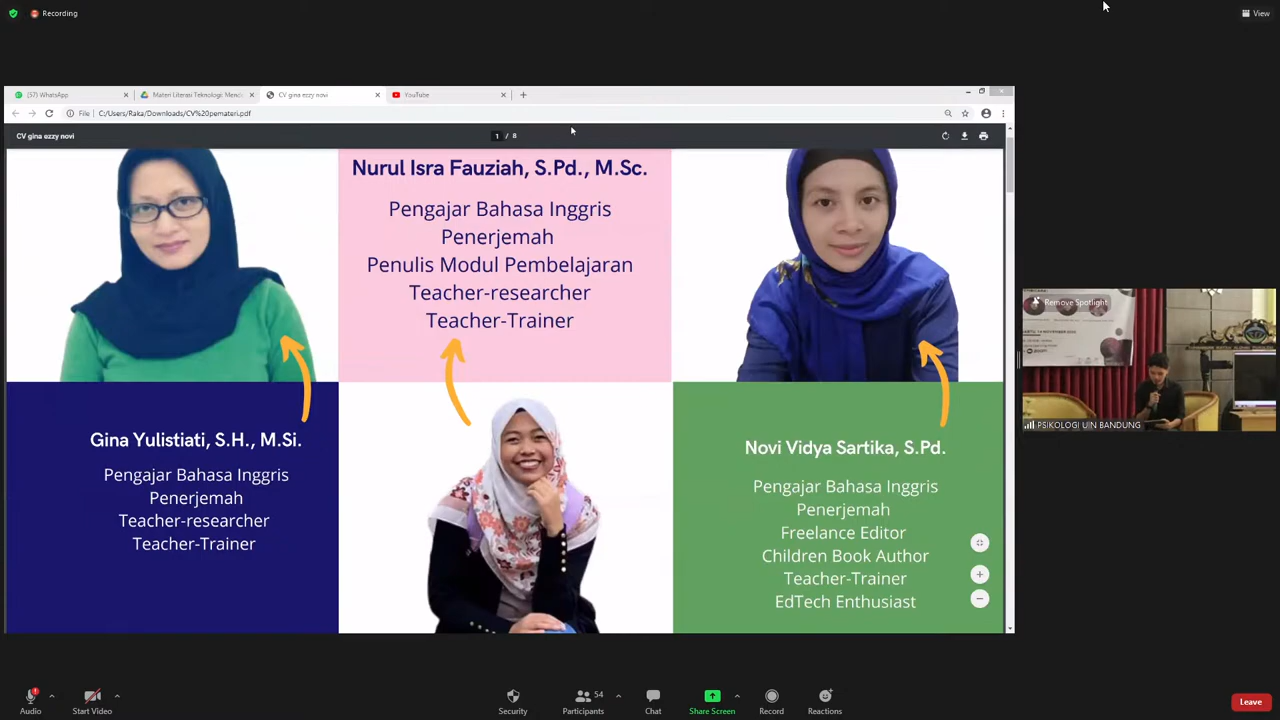 Recording
View
(57) WhatsApp
Materi Literasi Teknologi Mend
CV gina ezzy novi
YouTube
File
C:/Users/Raka/Downloads/CV%20pemateri.pdf
CV gina ezzy novi
1 / 8
Nurul Isra Fauziah, S.Pd., M.Sc.
Pengajar Bahasa Inggris
Penerjemah
Penulis Modul Pembelajaran
Teacher-researcher
Teacher-Trainer
Gina Yulistiati, S.H., M.Si.
Pengajar Bahasa Inggris
Penerjemah
Teacher-researcher
Teacher-Trainer
Novi Vidya Sartika, S.Pd.
Pengajar Bahasa Inggris
Penerjemah
Freelance Editor
Children Book Author
Teacher-Trainer
EdTech Enthusiast
Remove Spotlight
PSIKOLOGI UIN BANDUNG
Audio
Start Video
Security
Participants
54
Chat
Share Screen
Record
Reactions
Leave